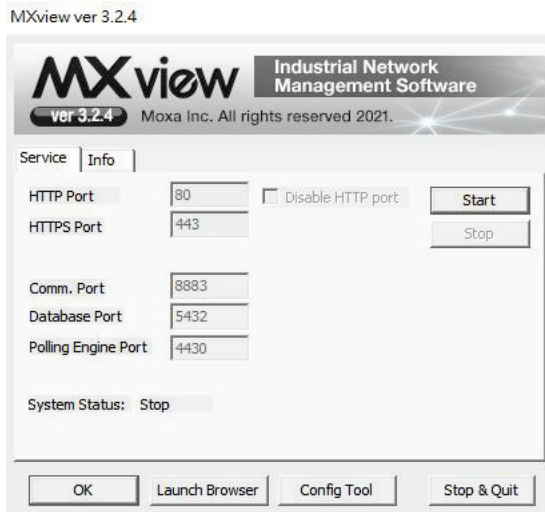 MXview ver 3.2.4
MXview Industrial Network
Management Software
ver 3.2.4 Moxa Inc. All rights reserved 2021.
Service Info
HTTP Port 80 Disable HTTP port Start
HTTPS Port 443 Stop
Comm. Port 8883
Database Port 5432
Polling Engine Port 4430
System Status: Stop
OK Launch Browser Config Tool Stop & Quit